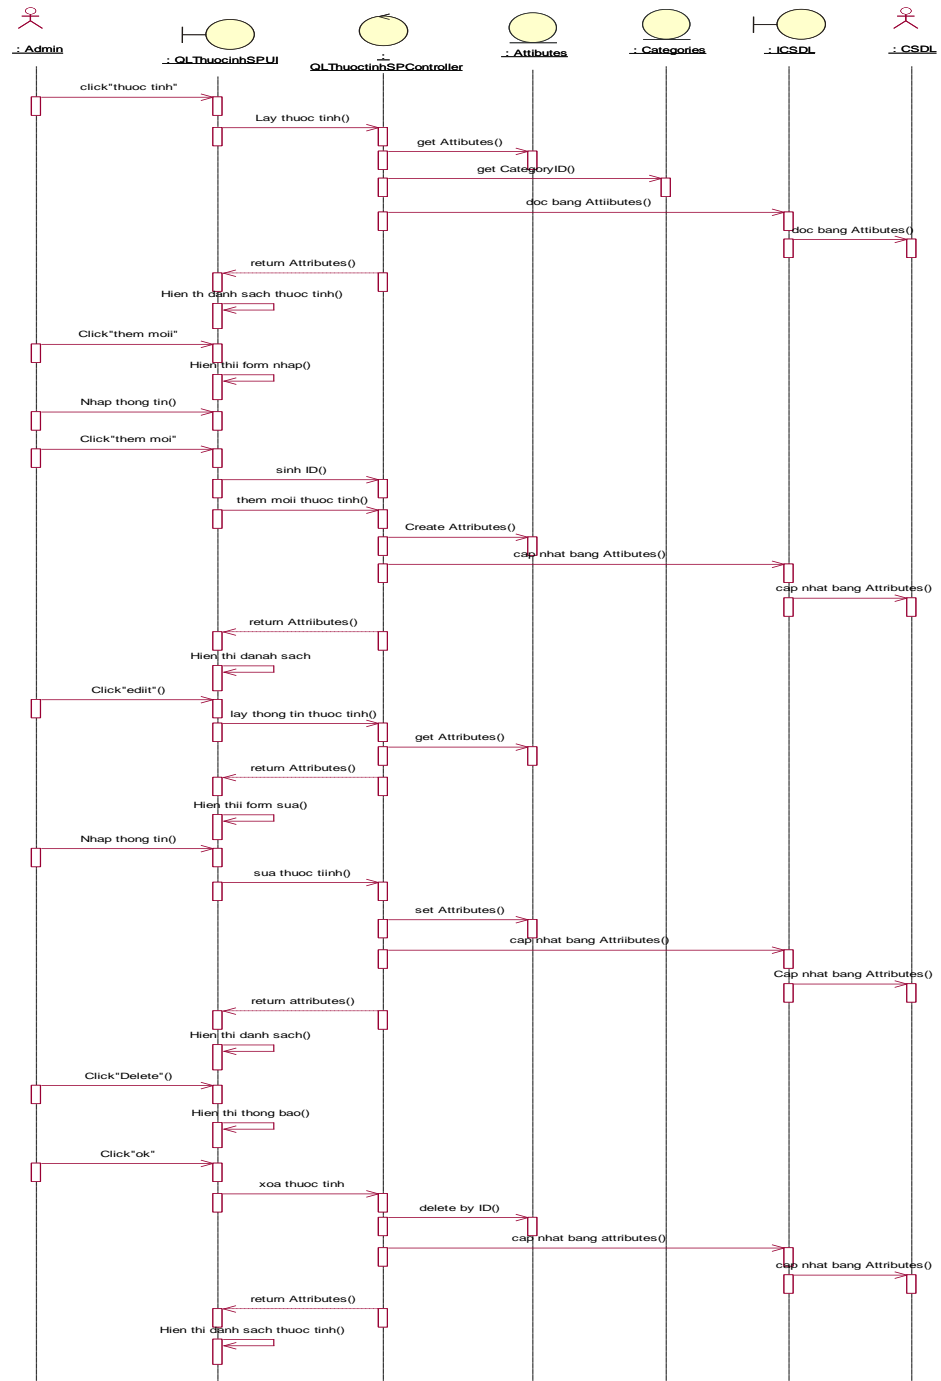 : Admin
: QLThuocinhSPUI
:
QLThuoctinhSPController
: Attibutes
: Categories
: ICSDL
: CSDL
click"thuoc tinh"
Lay thuoc tinh()
get Attibutes()
get CategoryID()
doc bang Attiibutes()
doc bang Attibutes()
return Attributes()
Hien th danh sach thuoc tinh()
Click"them moii"
Hien thii form nhap()
Nhap thong tin()
Click"them moi"
sinh ID()
them moii thuoc tinh()
Create Attributes()
cap nhat bang Attibutes()
cap nhat bang Attributes()
return Attriibutes()
Hien thi danah sach
Click"ediit"()
lay thong tin thuoc tinh()
get Attributes()
return Attributes()
Hien thii form sua()
Nhap thong tin()
sua thuoc tiinh()
set Attributes()
cap nhat bang Attriibutes()
Cap nhat bang Attributes()
return attributes()
Hien thi danh sach()
Click"Delete"()
Hien thi thong bao()
Click"ok"
xoa thuoc tinh
delete by ID()
cap nhat bang attributes()
cap nhat bang Attributes()
return Attributes()
Hien thi danh sach thuoc tinh()